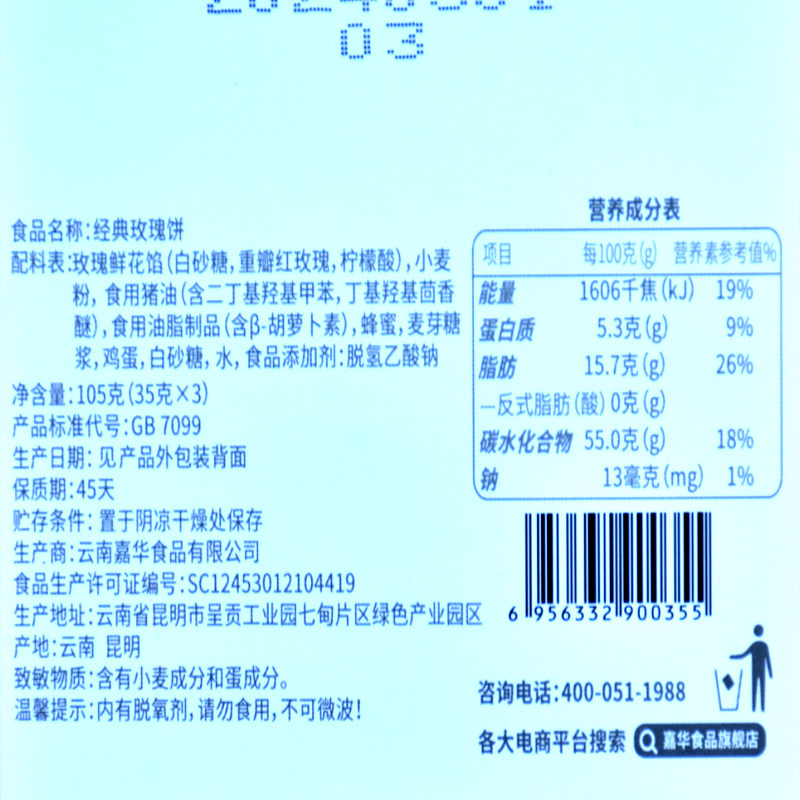 03
食品名称:经典玫瑰饼
配料表:玫瑰鲜花馅(白砂糖,重瓣红玫瑰,柠檬酸),小麦
粉,食用猪油(含二丁基羟基甲苯,丁基羟基茴香
醚),食用油脂制品(含β-胡萝卜素),蜂蜜,麦芽糖
浆,鸡蛋,白砂糖,水,食品添加剂:脱氢乙酸钠
净含量:105克(35克×3)
产品标准代号:GB 7099
生产日期: 见产品外包装背面
保质期:45天
贮存条件: 置于阴凉干燥处保存
生产商:云南嘉华食品有限公司
食品生产许可证编号:SC12453012104419
生产地址:云南省昆明市呈贡工业园七甸片区绿色产业园区
产地:云南 昆明
致敏物质:含有小麦成分和蛋成分。
温馨提示:内有脱氧剂,请勿食用,不可微波!
营养成分表
项目 每100克(g) 营养素参考值%
能量 1606千焦(kJ) 19%
蛋白质 5.3克(g) 9%
脂肪 15.7克(g) 26%
—反式脂肪(酸) 0克(g)
碳水化合物 55.0克(g) 18%
钠 13毫克(mg) 1%
6 956332 900355
咨询电话:400-051-1988
各大电商平台搜索 嘉华食品旗舰店